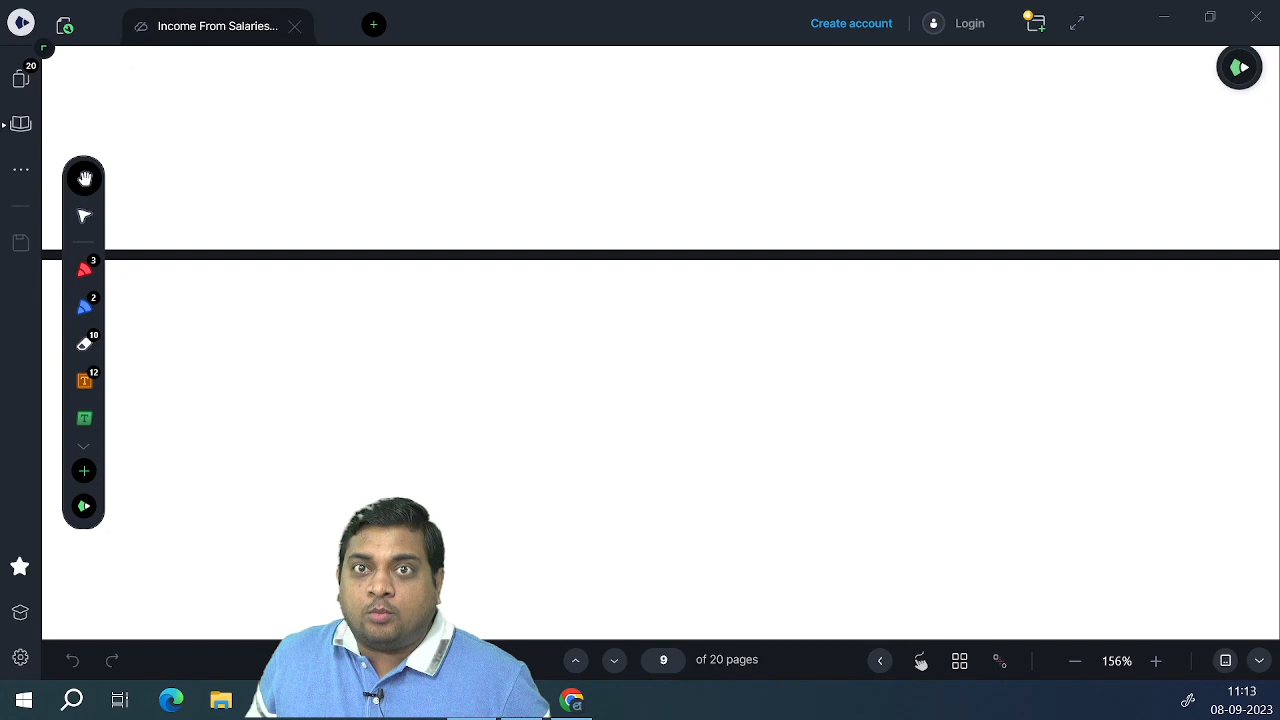 Income From Salaries...
Create account
Login
20
3
2
10
12
T
T
9
of 20 pages
156%
11:13
08-09-2023